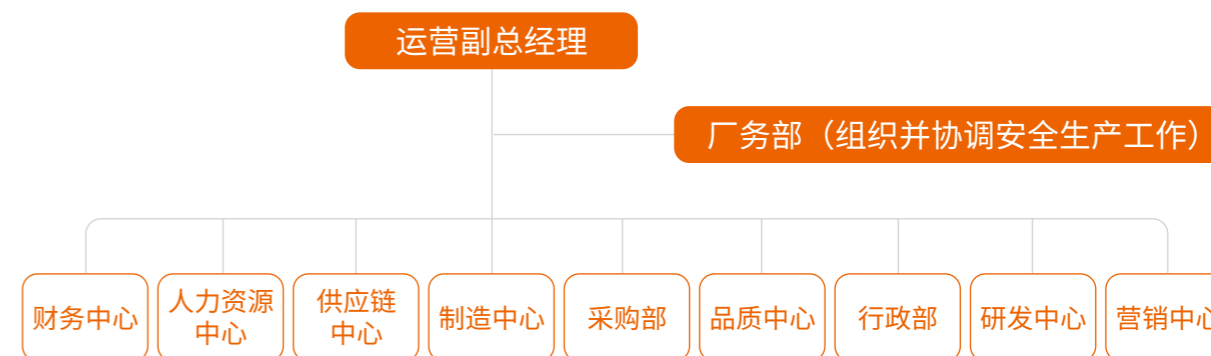 运营副总经理
厂务部（组织并协调安全生产工作）
财务中心
人力资源
中心
供应链
中心
制造中心
采购部
品质中心
行政部
研发中心
营销中心